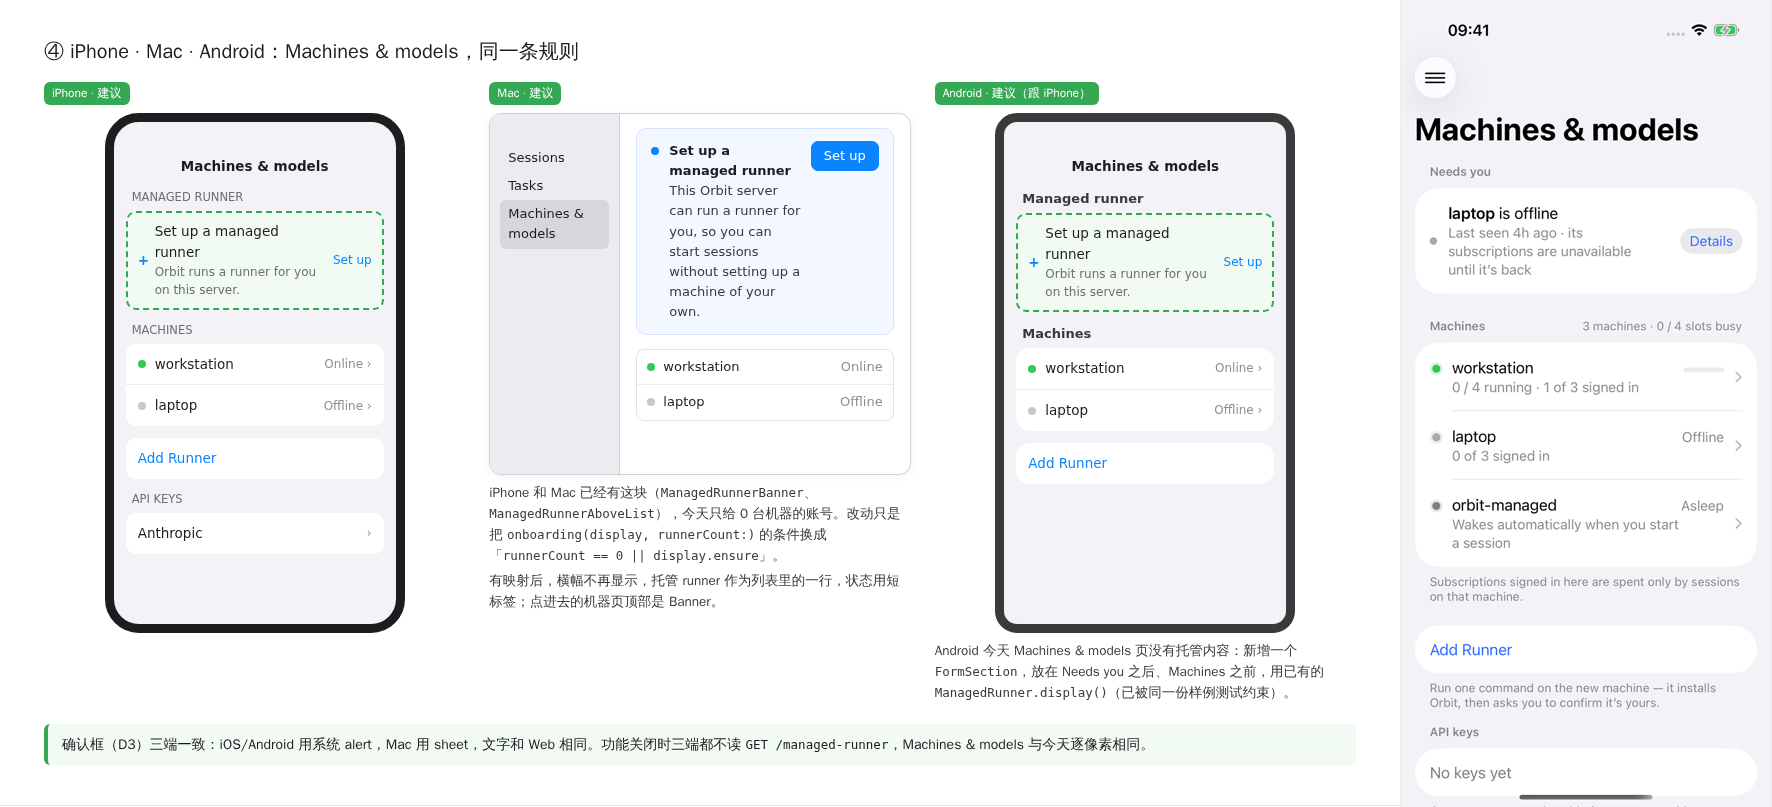 ④ iPhone · Mac · Android：Machines & models，同一条规则
iPhone · 建议
Machines & models
MANAGED RUNNER
+
Set up a managed
runner
Orbit runs a runner for you
on this server.
Set up
MACHINES
workstation
Online ›
laptop
Offline ›
Add Runner
API KEYS
Anthropic
›
Mac · 建议
Sessions
Tasks
Machines &
models
Set up a
managed runner
This Orbit server
can run a runner for
you, so you can
start sessions
without setting up a
machine of your
own.
Set up
workstation
Online
laptop
Offline
iPhone 和 Mac 已经有这块（ManagedRunnerBanner、
ManagedRunnerAboveList），今天只给 0 台机器的账号。改动只是
把 onboarding(display, runnerCount:) 的条件换成
「runnerCount == 0 || display.ensure」。
有映射后，横幅不再显示，托管 runner 作为列表里的一行，状态用短
标签；点进去的机器页顶部是 Banner。
Android · 建议（跟 iPhone）
Machines & models
Managed runner
+
Set up a managed
runner
Orbit runs a runner for you
on this server.
Set up
Machines
workstation
Online ›
laptop
Offline ›
Add Runner
Android 今天 Machines & models 页没有托管内容：新增一个
FormSection，放在 Needs you 之后、Machines 之前，用已有的
ManagedRunner.display()（已被同一份样例测试约束）。
确认框（D3）三端一致：iOS/Android 用系统 alert，Mac 用 sheet，文字和 Web 相同。功能关闭时三端都不读 GET /managed-runner，Machines & models 与今天逐像素相同。
09:41
Machines & models
Needs you
laptop is offline
Last seen 4h ago · its
subscriptions are unavailable
until it's back
Details
Machines
3 machines · 0 / 4 slots busy
workstation
0 / 4 running · 1 of 3 signed in
laptop
Offline
0 of 3 signed in
orbit-managed
Asleep
Wakes automatically when you start
a session
Subscriptions signed in here are spent only by sessions
on that machine.
Add Runner
Run one command on the new machine — it installs
Orbit, then asks you to confirm it's yours.
API keys
No keys yet